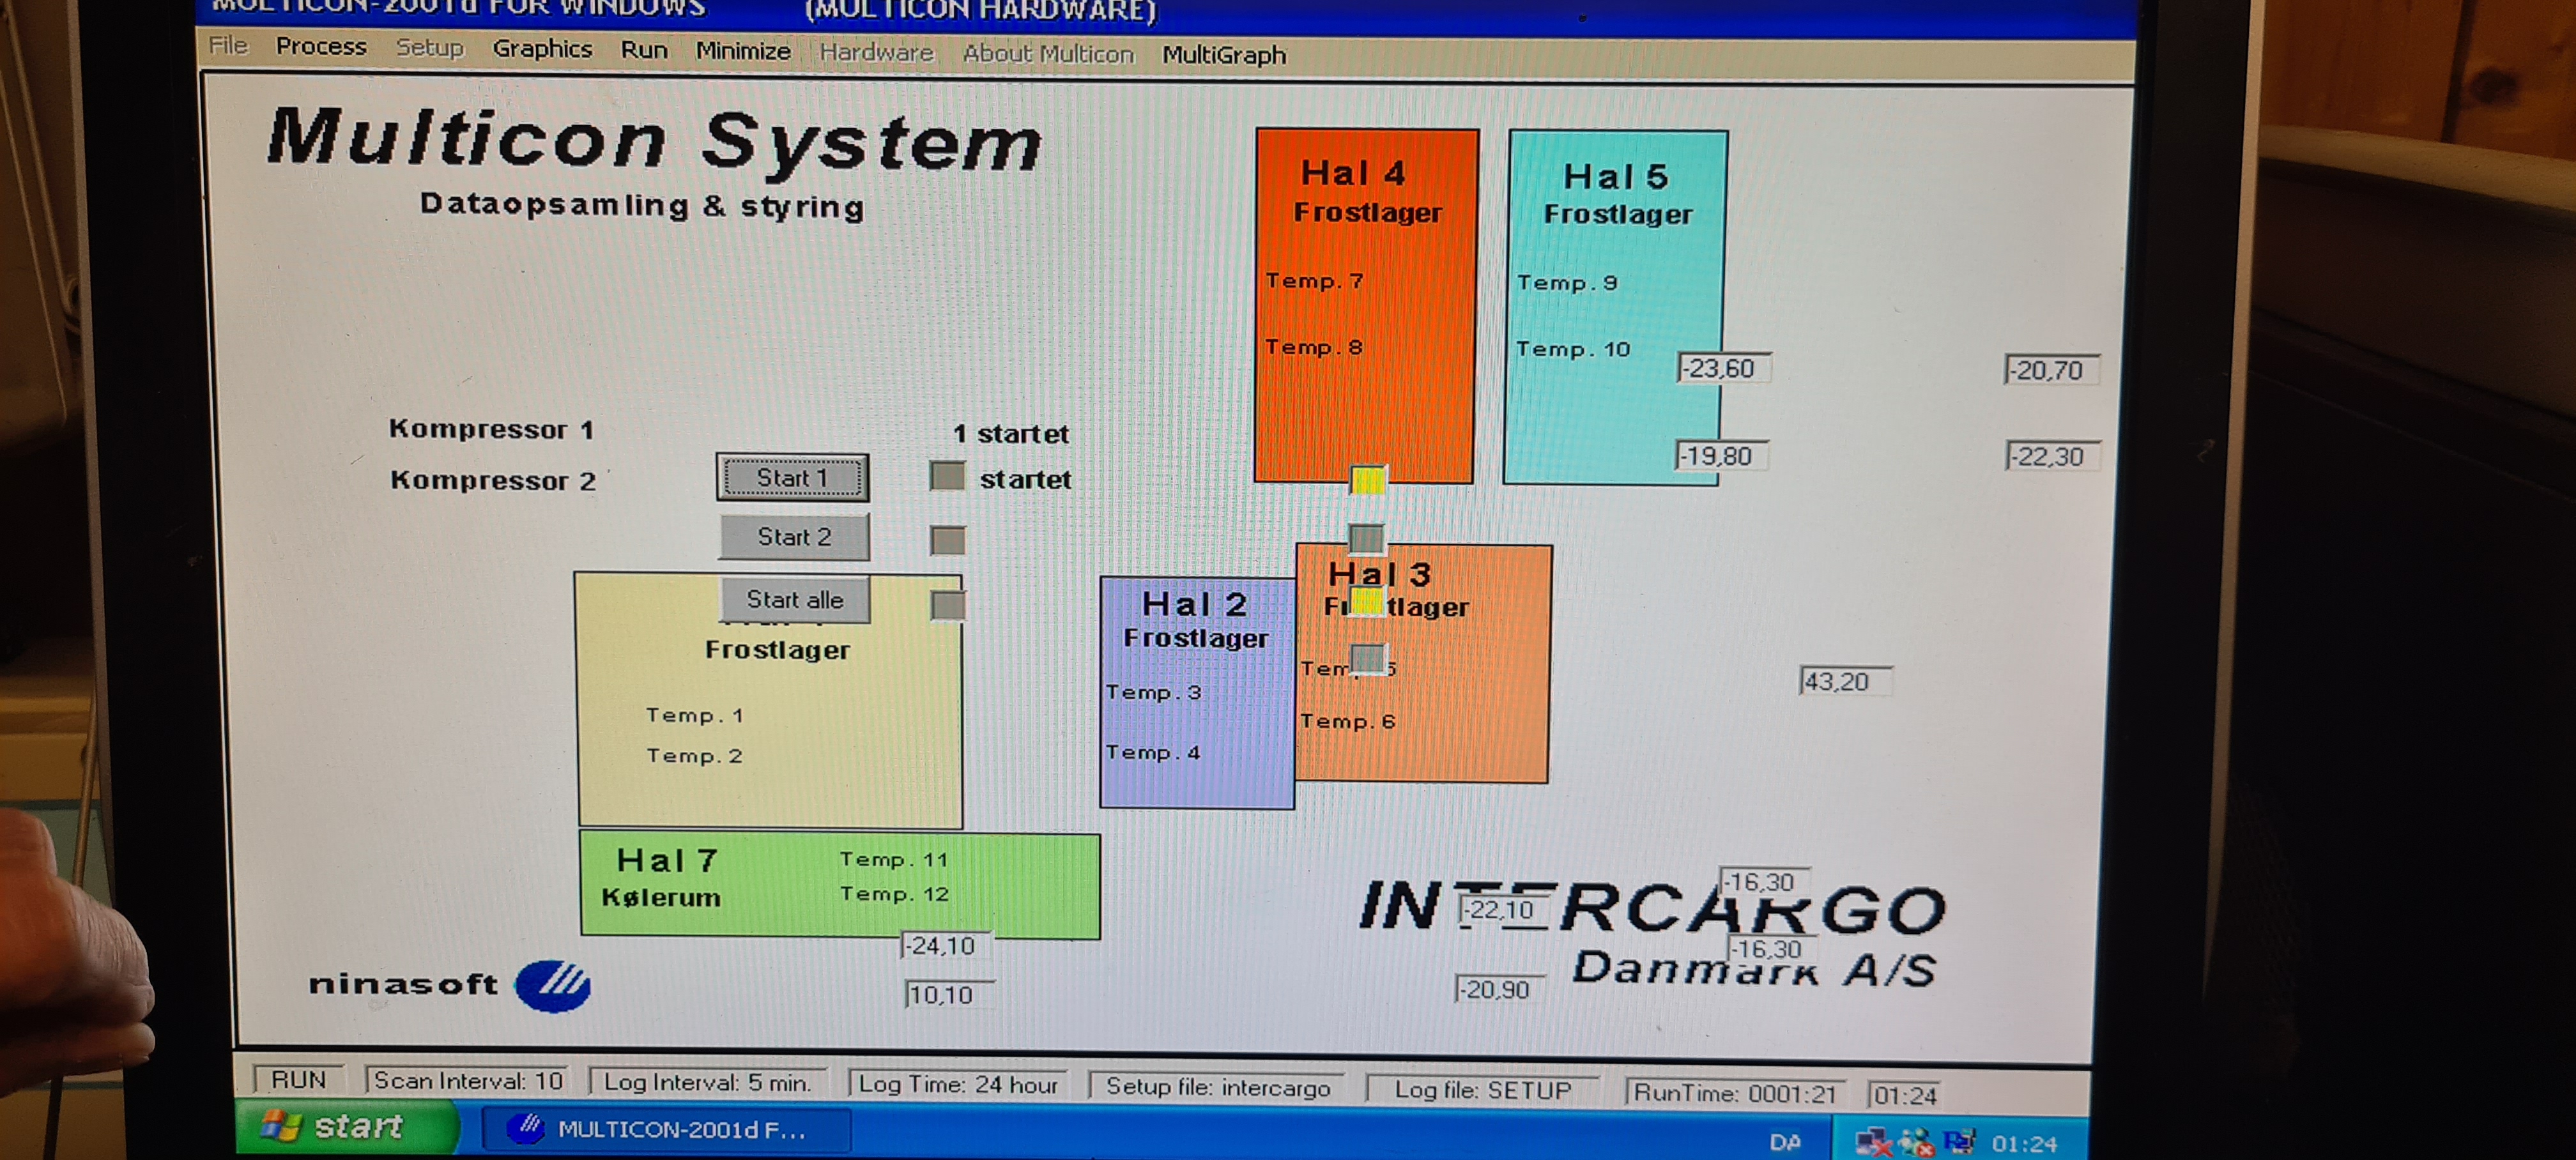 MULTICON-2001d FOR WINDOWS (MULTICON HARDWARE)
File Process Setup Graphics Run Minimize Hardware About Multicon MultiGraph
Multicon System
Dataopsamling & styring
Hal 4
Frostlager
Temp. 7
Temp. 8
Hal 5
Frostlager
Temp. 9
Temp. 10
-23,60
-20,70
-19,80
-22,30
Kompressor 1
Kompressor 2
1 startet
startet
Start 1
Start 2
Start alle
Frostlager
Temp. 1
Temp. 2
Hal 2
Frostlager
Temp. 3
Temp. 4
Hal 3
Temp. 6
43,20
Hal 7
Kølerum
Temp. 11
Temp. 12
-24,10
10,10
INTERCARGO
Danmark A/S
-16,30
-22,10
-16,30
-20,90
ninasoft
RUN Scan Interval: 10 Log Interval: 5 min. Log Time: 24 hour Setup file: intercargo Log file: SETUP RunTime: 0001:21 01:24
start MULTICON-2001d F... DA 01:24